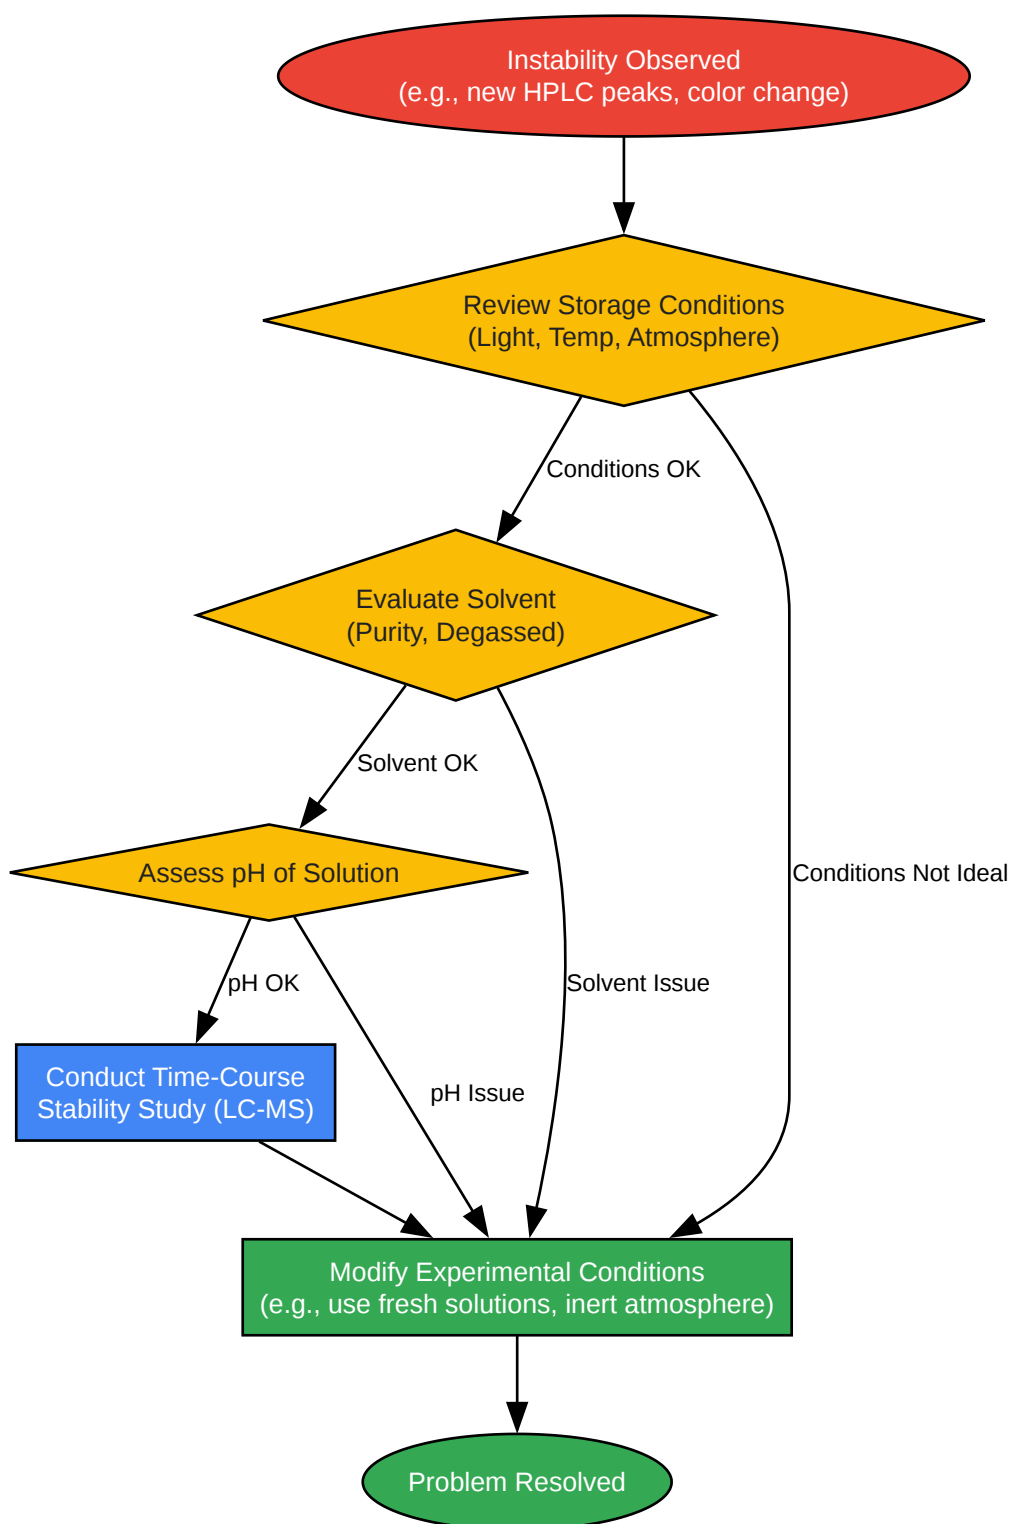 Instability Observed
(e.g., new HPLC peaks, color change)
Review Storage Conditions
(Light, Temp, Atmosphere)
Conditions OK
Evaluate Solvent
(Purity, Degassed)
Solvent OK
Assess pH of Solution
Conditions Not Ideal
pH OK
Solvent Issue
Conduct Time-Course
Stability Study (LC-MS)
pH Issue
Modify Experimental Conditions
(e.g., use fresh solutions, inert atmosphere)
Problem Resolved